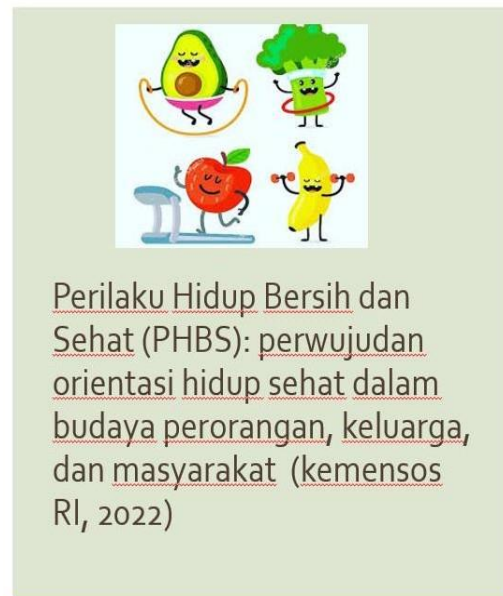 Perilaku Hidup Bersih dan
Sehat (PHBS): perwujudan
orientasi hidup sehat dalam
budaya perorangan, keluarga,
dan masyarakat (kemensos
RI, 2022)